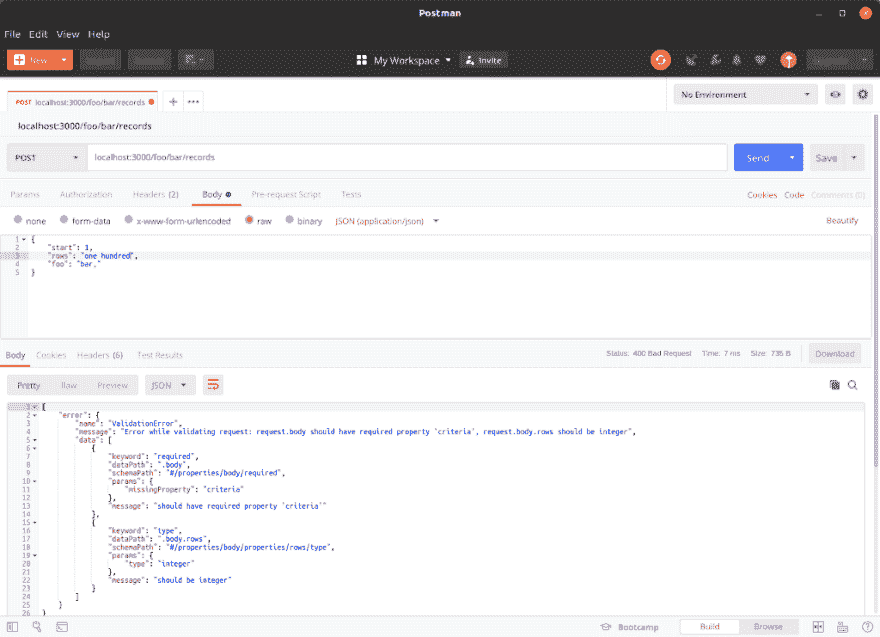 Postman
File Edit View Help
New
My Workspace
Invite
POST localhost:3000/foo/bar/records
No Environment
localhost:3000/foo/bar/records
POST
localhost:3000/foo/bar/records
Send
Save
Params Authorization Headers (2) Body Pre-request Script Tests
Cookies Code Comments (0)
none form-data x-www-form-urlencoded raw binary JSON (application/json)
Beautify
1 {
2 "start": 1,
3 "rows": "one hundred",
4 "foo": "bar,"
5 }
Body Cookies Headers (6) Test Results
Status: 400 Bad Request Time: 7 ms Size: 735 B
Download
Pretty Raw Preview JSON
1 {
2 "error": {
3 "name": "ValidationError",
4 "message": "Error while validating request: request.body should have required property 'criteria', request.body.rows should be integer",
5 "data": [
6 {
7 "keyword": "required",
8 "dataPath": ".body",
9 "schemaPath": "#/properties/body/required",
10 "params": {
11 "missingProperty": "criteria"
12 },
13 "message": "should have required property 'criteria'"
14 },
15 {
16 "keyword": "type",
17 "dataPath": ".body.rows",
18 "schemaPath": "#/properties/body/properties/rows/type",
19 "params": {
20 "type": "integer"
21 },
22 "message": "should be integer"
23 }
24 ]
25 }
26 }
Bootcamp
Build
Browse